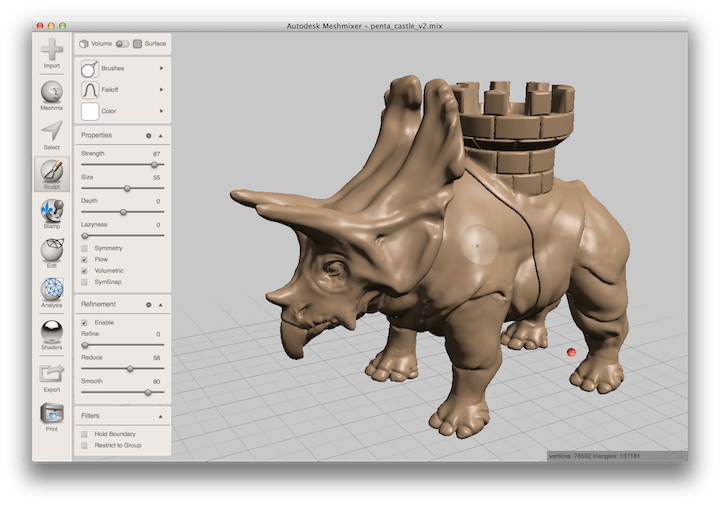 Autodesk Meshmixer – penta_castle_v2.mix
Import
Meshmix
Select
Sculpt
Stamp
Edit
Analysis
Shaders
Export
Print
Volume Surface
Brushes
Falloff
Color
Properties
Strength 87
Size 55
Depth 0
Lazyness 0
Symmetry
Flow
Volumetric
SymSnap
Refinement
Enable
Refine 0
Reduce 58
Smooth 80
Filters
Hold Boundary
Restrict to Group
vertices: 78592 triangles: 157181